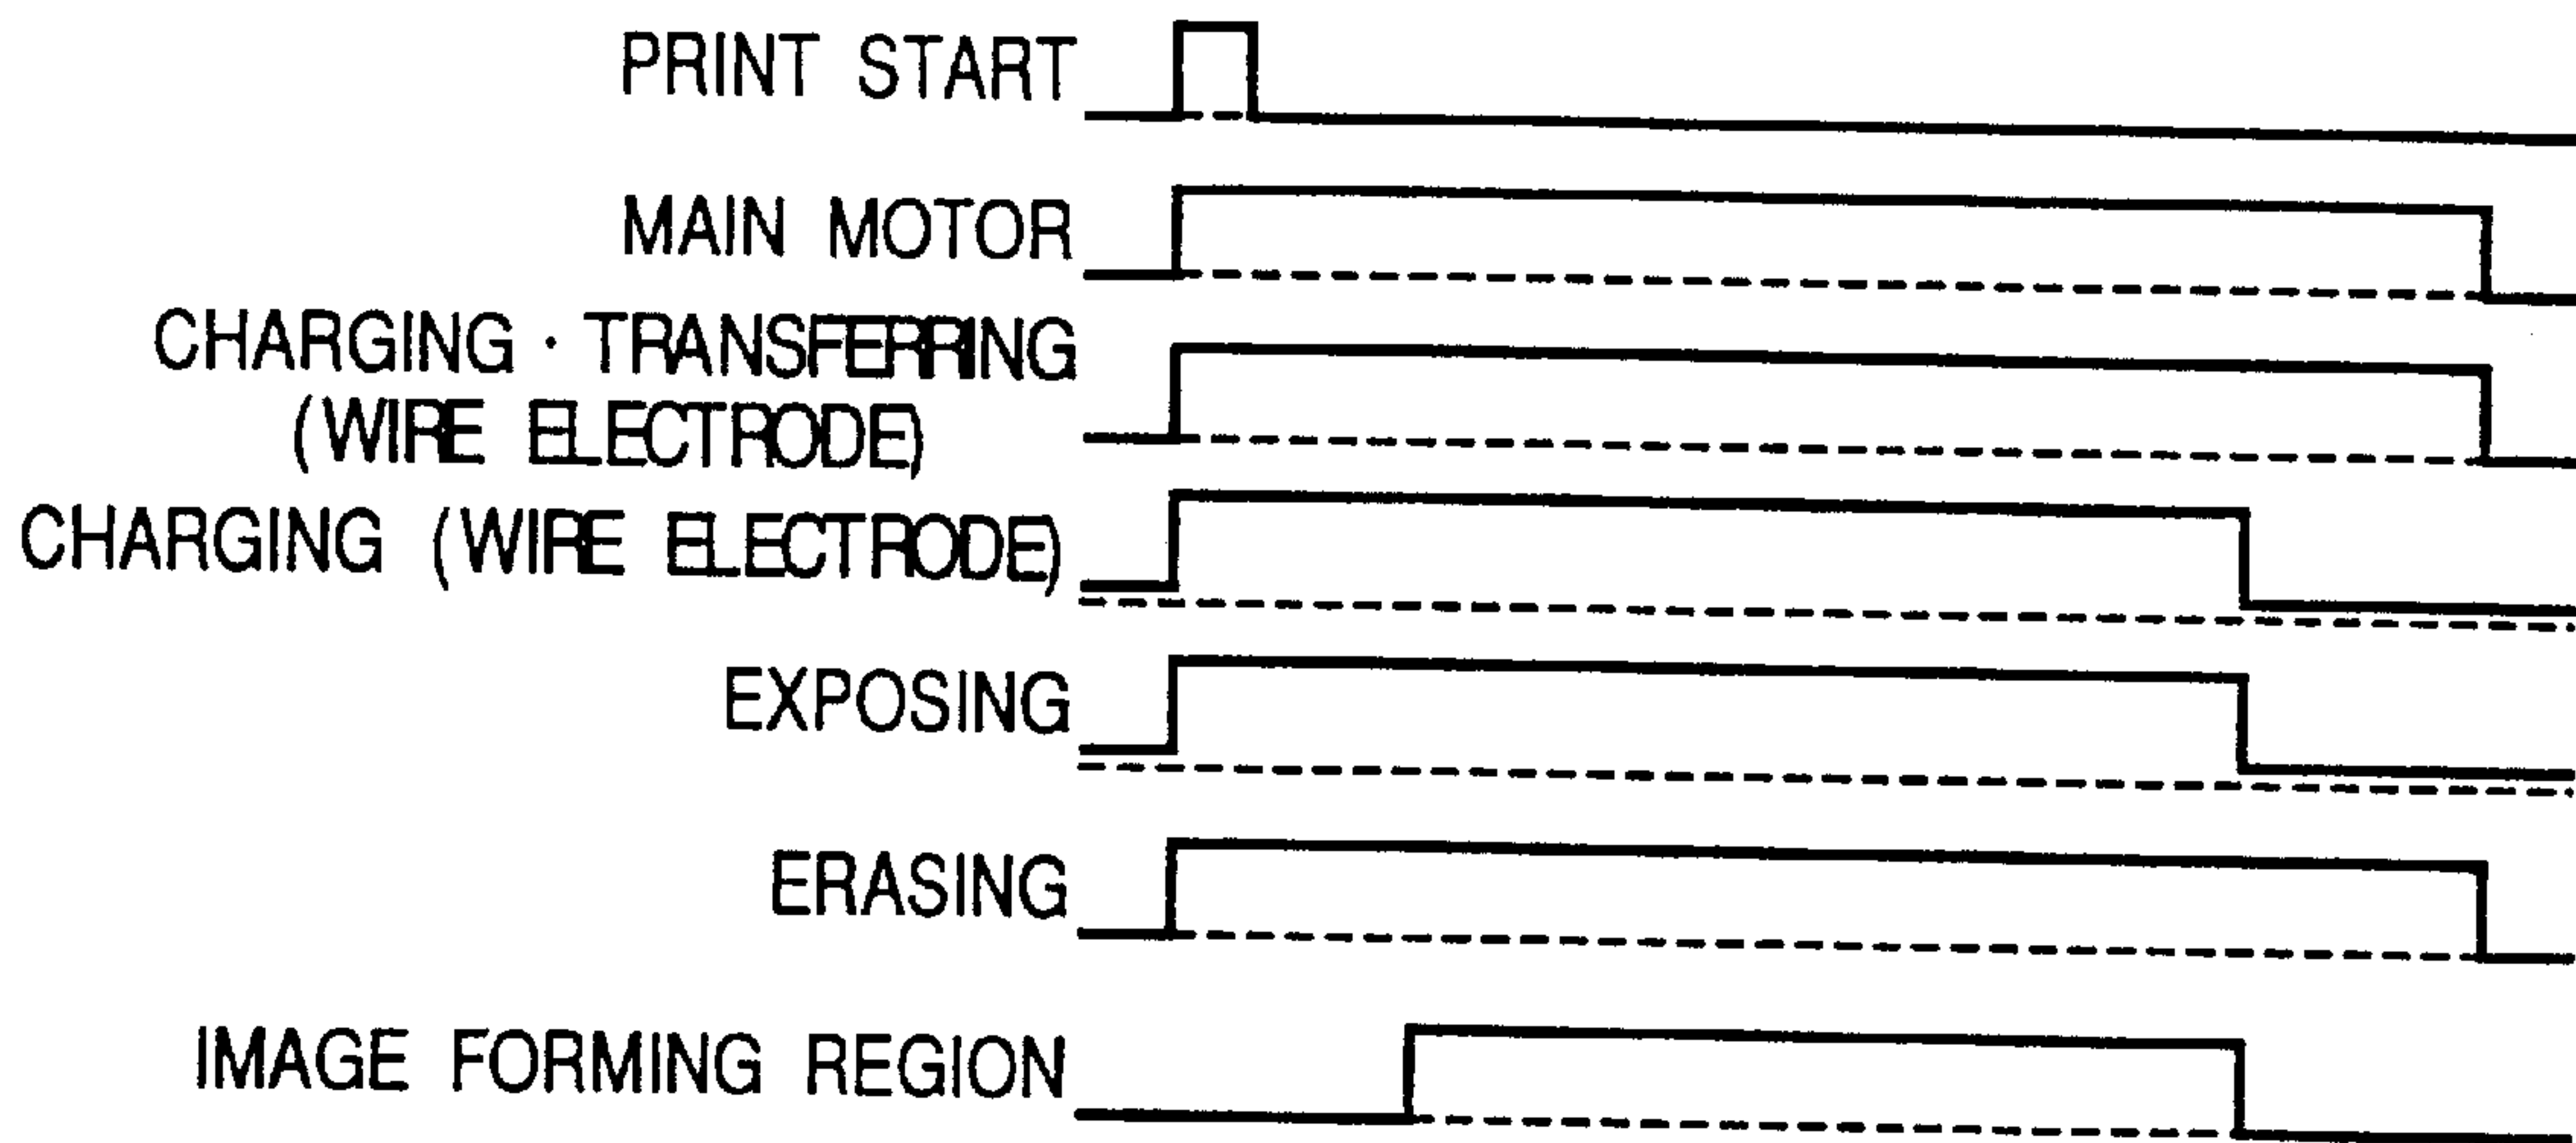 PRINT START
MAIN MOTOR
CHARGING · TRANSFERRING
(WIRE ELECTRODE)
CHARGING (WIRE ELECTRODE)
EXPOSING
ERASING
IMAGE FORMING REGION